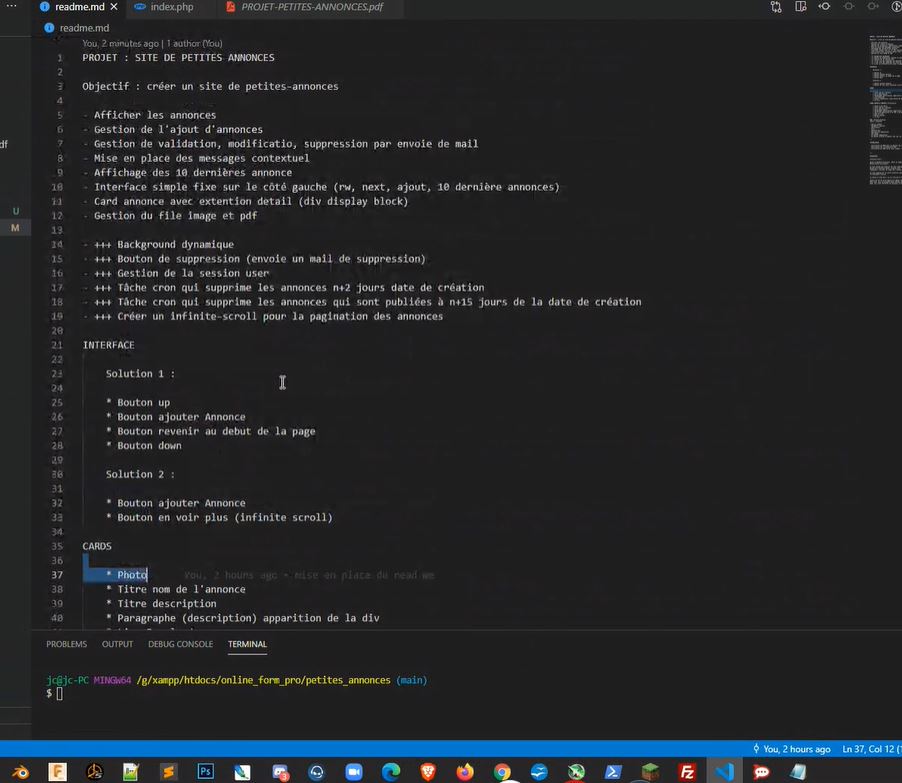 readme.md
index.php
PROJET-PETITES-ANNONCES.pdf
readme.md
You, 2 minutes ago | 1 author (You)
1 PROJET : SITE DE PETITES ANNONCES
2
3 Objectif : créer un site de petites-annonces
4
5 - Afficher les annonces
6 - Gestion de l'ajout d'annonces
7 - Gestion de validation, modificatio, suppression par envoie de mail
8 - Mise en place des messages contextuel
9 - Affichage des 10 dernières annonce
10 - Interface simple fixe sur le côté gauche (rw, next, ajout, 10 dernière annonces)
11 - Card annonce avec extention detail (div display block)
12 - Gestion du file image et pdf
13
14 - +++ Background dynamique
15 - +++ Bouton de suppression (envoie un mail de suppression)
16 - +++ Gestion de la session user
17 - +++ Tâche cron qui supprime les annonces n+2 jours date de création
18 - +++ Tâche cron qui supprime les annonces qui sont publiées à n+15 jours de la date de création
19 - +++ Créer un infinite-scroll pour la pagination des annonces
20
21 INTERFACE
22
23 Solution 1 :
24
25 * Bouton up
26 * Bouton ajouter Annonce
27 * Bouton revenir au debut de la page
28 * Bouton down
29
30 Solution 2 :
31
32 * Bouton ajouter Annonce
33 * Bouton en voir plus (infinite scroll)
34
35 CARDS
36
37 * Photo You, 2 hours ago • mise en place du read me
38 * Titre nom de l'annonce
39 * Titre description
40 * Paragraphe (description) apparition de la div
df
U
M
PROBLEMS OUTPUT DEBUG CONSOLE TERMINAL
jc@jc-PC MINGW64 /g/xampp/htdocs/online_form_pro/petites_annonces (main)
$
You, 2 hours ago Ln 37, Col 12 (1